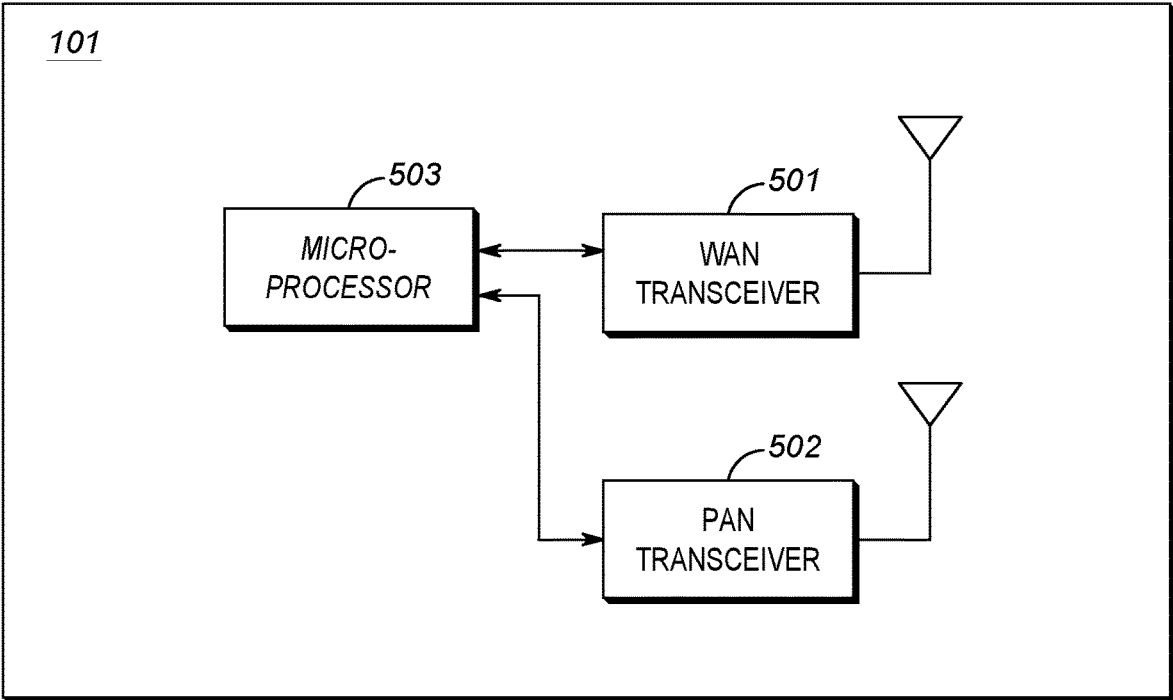 101
503
MICRO-
PROCESSOR
501
WAN
TRANSCEIVER
502
PAN
TRANSCEIVER